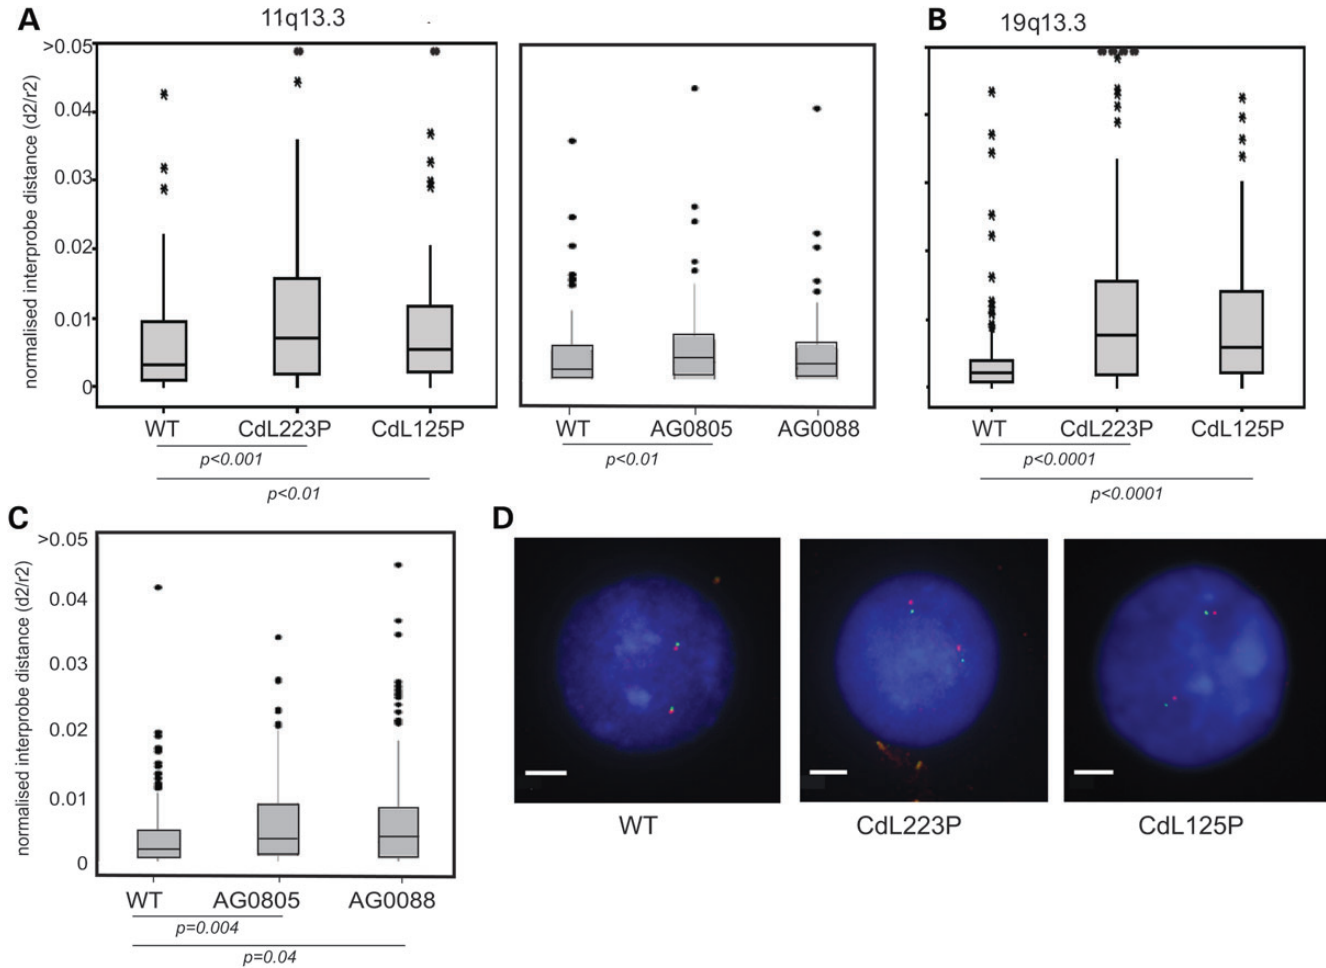 A
11q13.3
B
19q13.3
normalised interprobe distance (d2/r2)
>0.05
0.04
0.03
0.02
0.01
0
WT CdL223P CdL125P
p<0.001
p<0.01
WT AG0805 AG0088
p<0.01
WT CdL223P CdL125P
p<0.0001
p<0.0001
C
normalised interprobe distance (d2/r2)
>0.05
0.04
0.03
0.02
0.01
0
WT AG0805 AG0088
p=0.004
p=0.04
D
WT CdL223P CdL125P